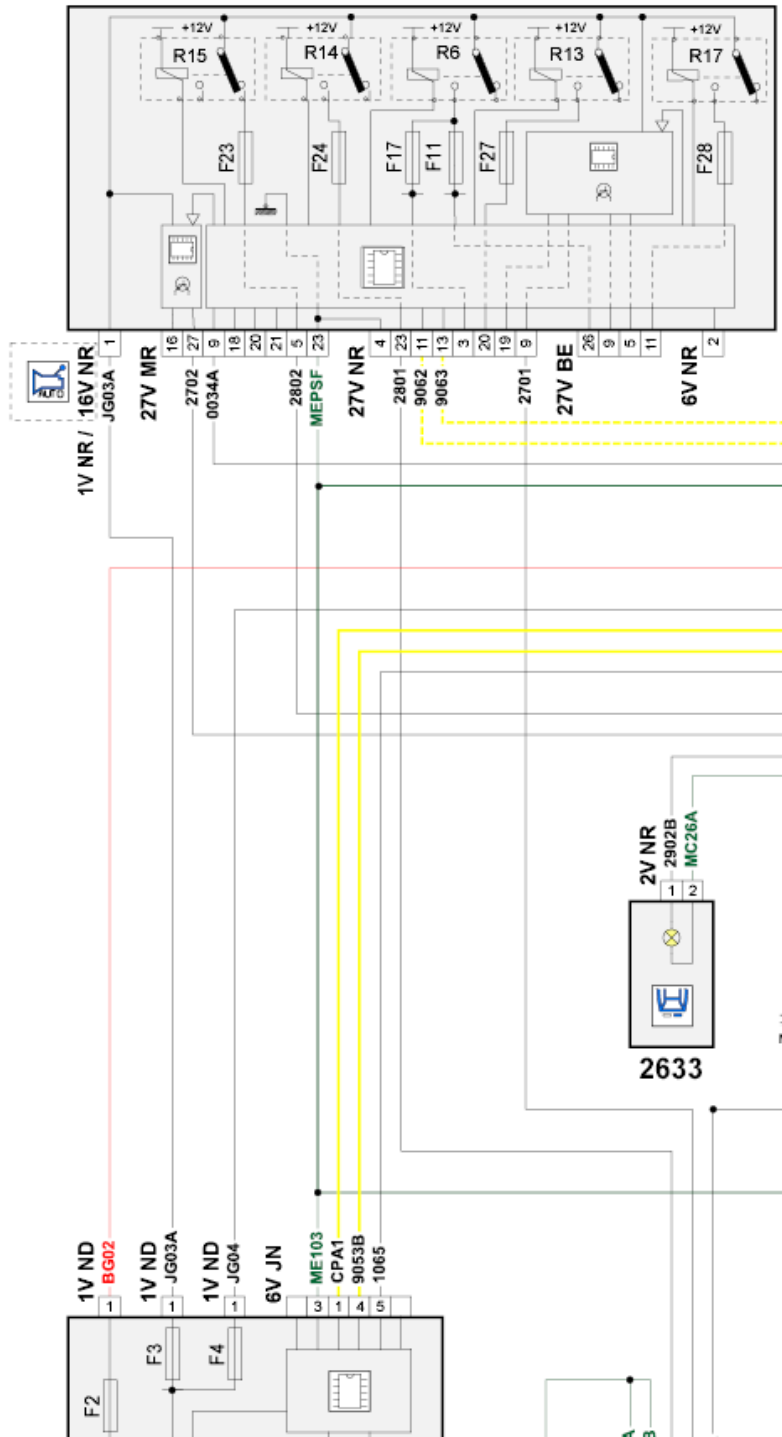 +12V +12V +12V +12V +12V
R15 R14 R6 R13 R17
F23 F24 F17 F11 F27 F28
1 16 27 9 18 20 21 5 23 4 23 11 13 3 20 19 9 26 9 5 11 2
AUTO
1V NR / 16V NR
JG03A
27V MR
2702
0034A
2802
MEPSF
27V NR
2801
9062
9063
2701
27V BE
6V NR
2V NR
2902B
MC26A
1 2
2633
1V ND
BG02
1V ND
JG03A
1V ND
JG04
6V JN
ME103
CPA1
9053B
1065
1 1 1 3 1 4 5
F2
F3
F4
A
B